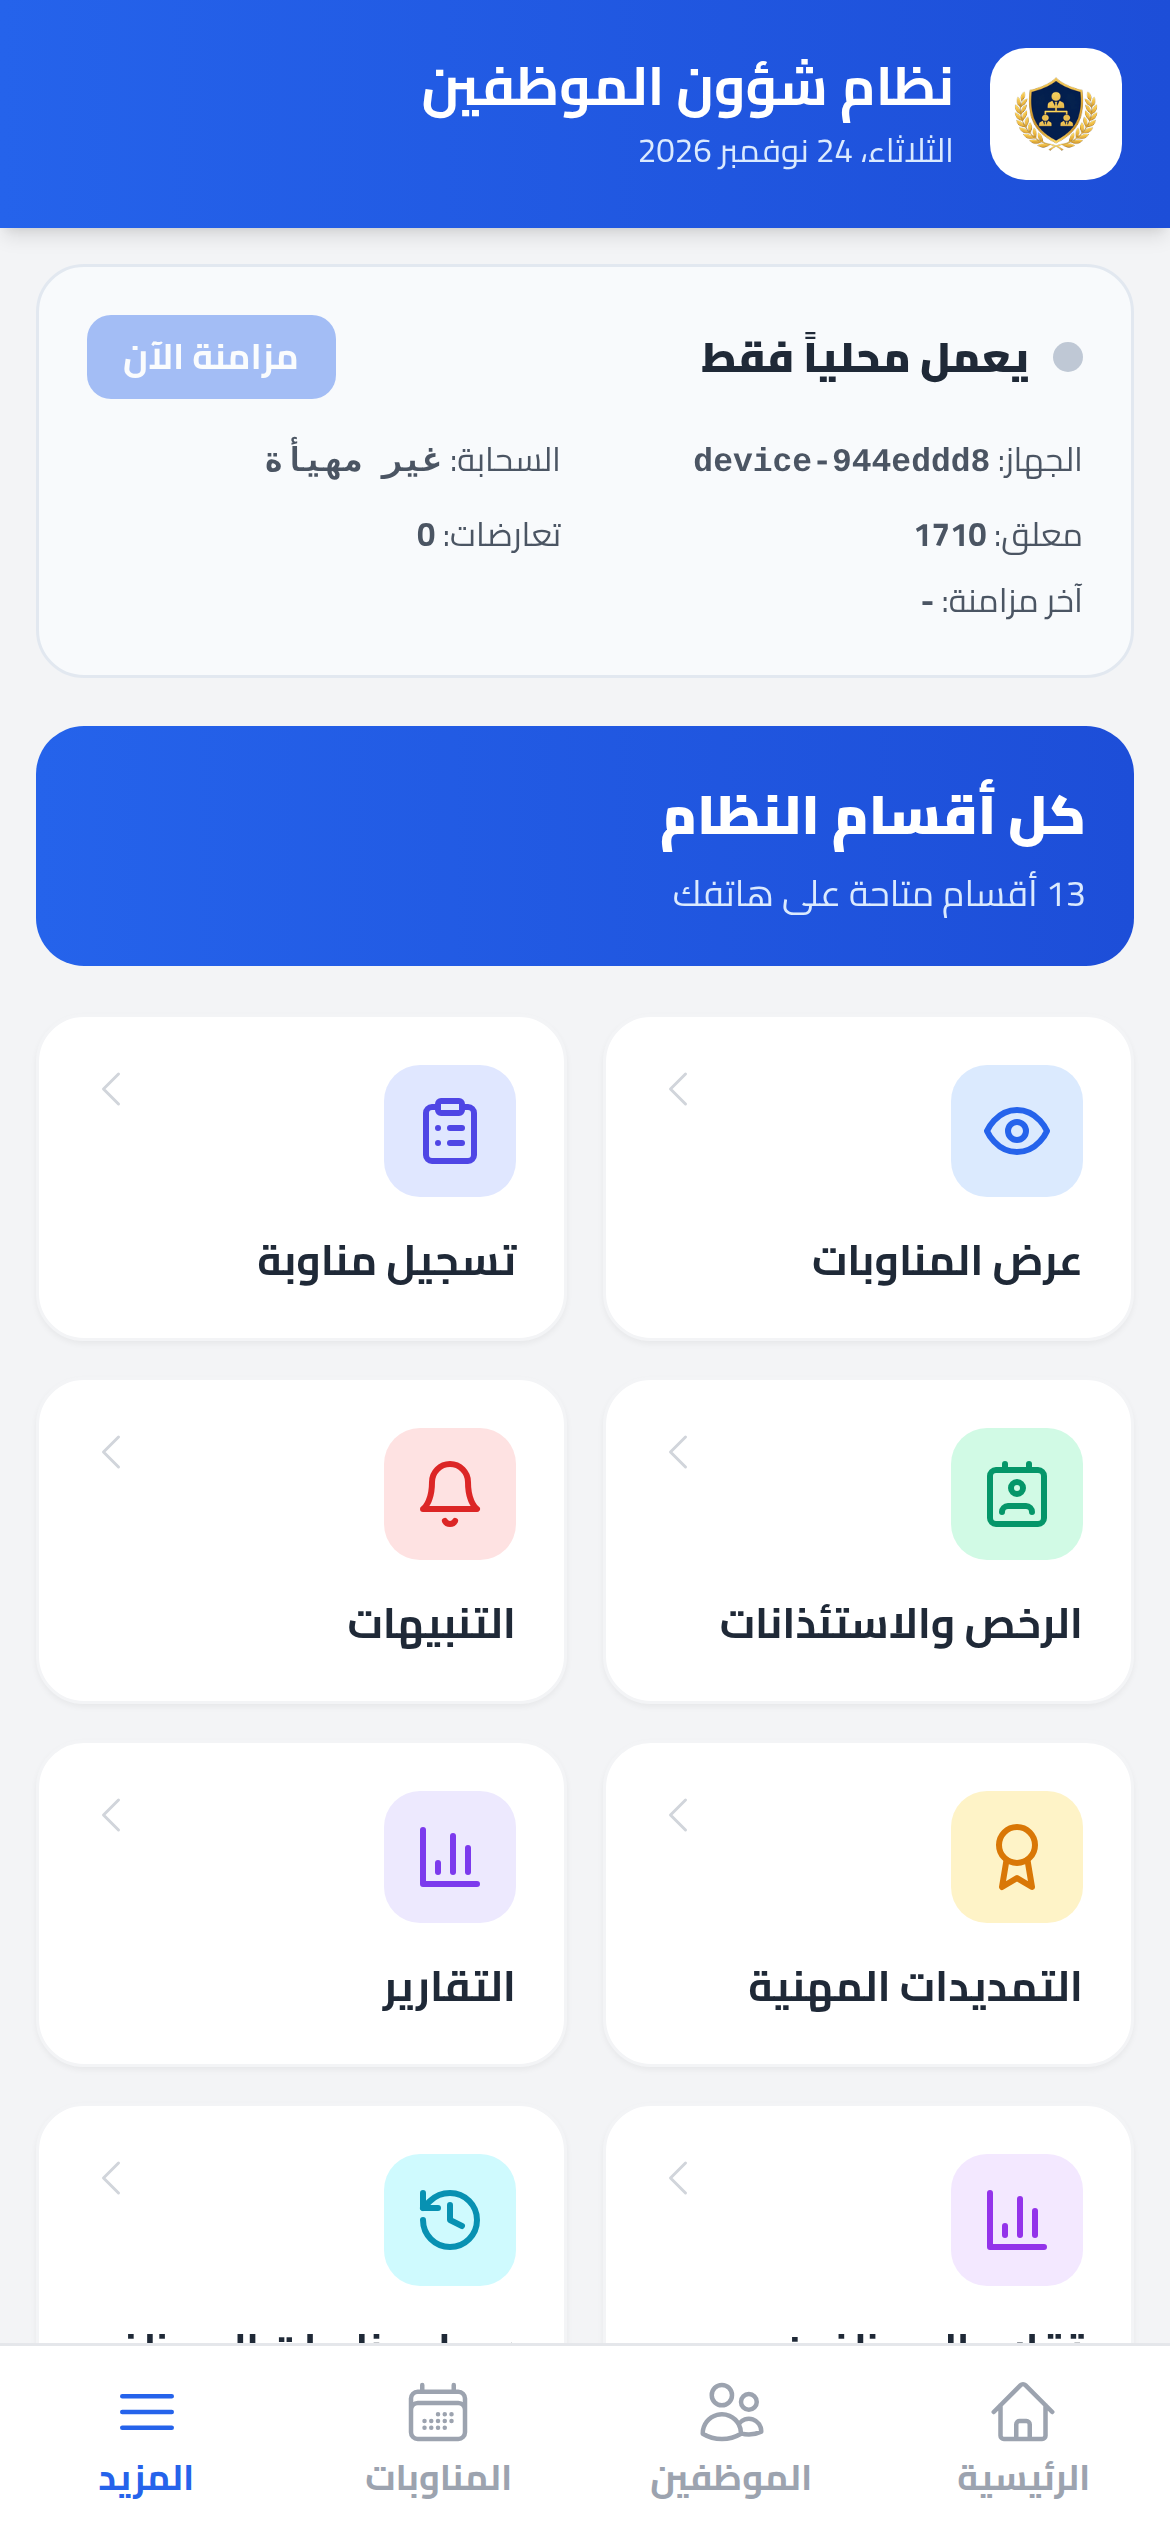 نظام شؤون الموظفين
الثلاثاء، 24 نوفمبر 2026
يعمل محلياً فقط
مزامنة الآن
الجهاز: device-944eddd8
السحابة: غير مهيأة
معلق: 1710
تعارضات: 0
آخر مزامنة: -
كل أقسام النظام
13 أقسام متاحة على هاتفك
عرض المناوبات
تسجيل مناوبة
الرخص والاستئذانات
التنبيهات
التمديدات المهنية
التقارير
الرئيسية
الموظفين
المناوبات
المزيد